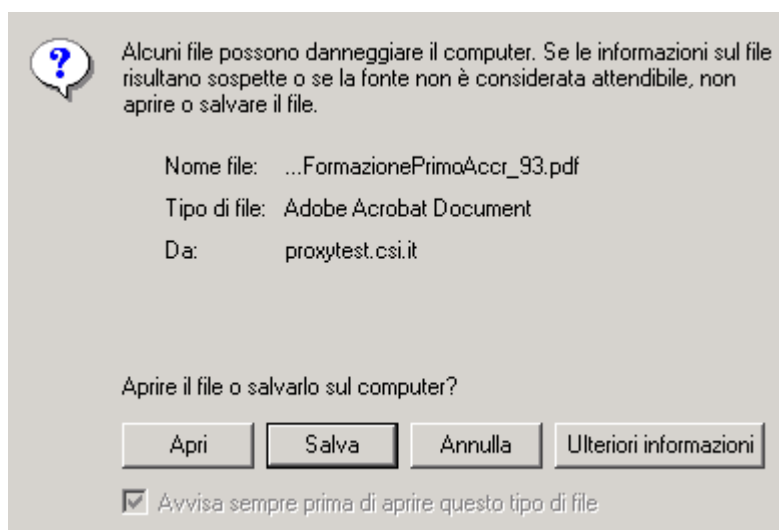 Alcuni file possono danneggiare il computer. Se le informazioni sul file
risultano sospette o se la fonte non è considerata attendibile, non
aprire o salvare il file.
Nome file: ...FormazionePrimoAccr_93.pdf
Tipo di file: Adobe Acrobat Document
Da: proxytest.csi.it
Aprire il file o salvarlo sul computer?
Apri Salva Annulla Ulteriori informazioni
Avvisa sempre prima di aprire questo tipo di file